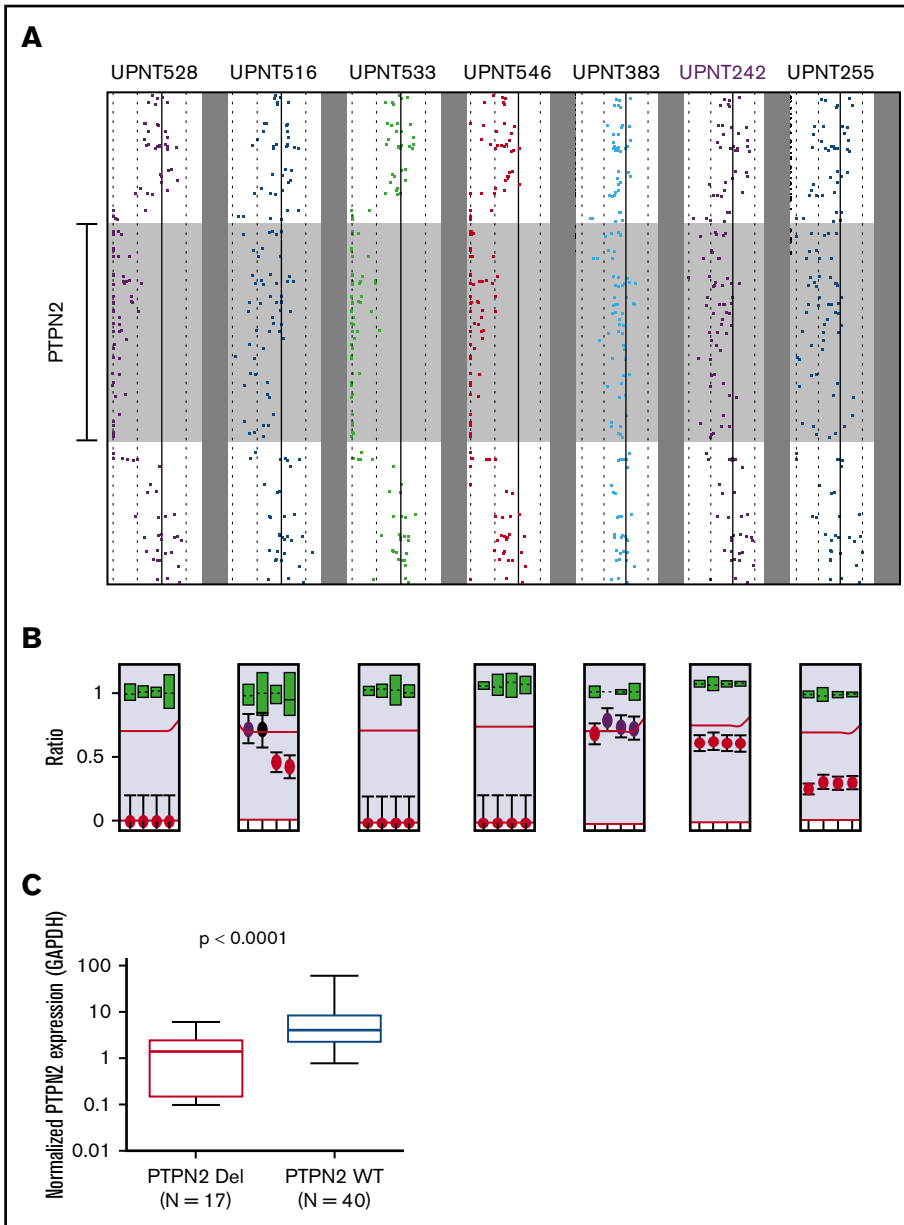 A
UPNT528 UPNT516 UPNT533 UPNT546 UPNT383 UPNT242 UPNT255
PTPN2
B
Ratio
1
0.5
0
C
Normalized PTPN2 expression (GAPDH)
p < 0.0001
100
10
1
0.1
0.01
PTPN2 Del PTPN2 WT
(N = 17) (N = 40)